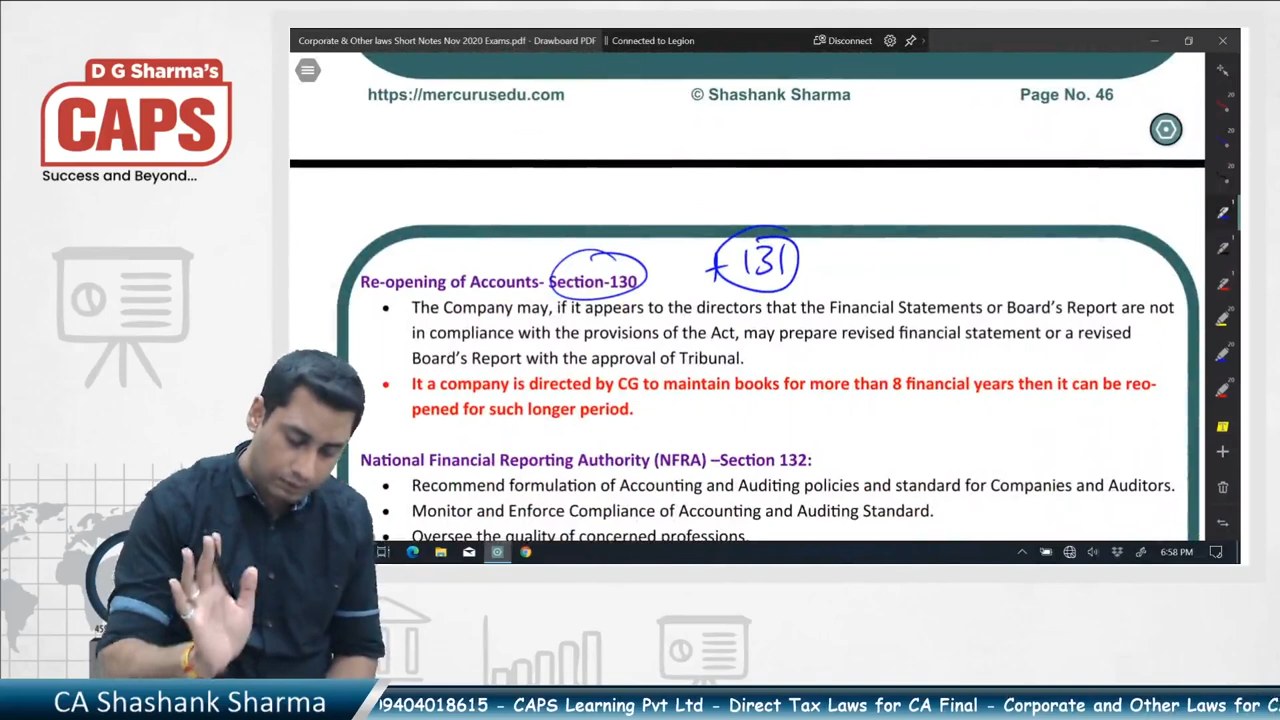 D G Sharma's
CAPS
Success and Beyond...
Corporate & Other laws Short Notes Nov 2020 Exams.pdf - Drawboard PDF
Connected to Legion
Disconnect
https://mercurusedu.com
© Shashank Sharma
Page No. 46
Re-opening of Accounts- Section-130
+ 131
• The Company may, if it appears to the directors that the Financial Statements or Board's Report are not
in compliance with the provisions of the Act, may prepare revised financial statement or a revised
Board's Report with the approval of Tribunal.
• It a company is directed by CG to maintain books for more than 8 financial years then it can be reo-
pened for such longer period.
National Financial Reporting Authority (NFRA) –Section 132:
• Recommend formulation of Accounting and Auditing policies and standard for Companies and Auditors.
• Monitor and Enforce Compliance of Accounting and Auditing Standard.
• Oversee the quality of concerned professions.
6:58 PM
CA Shashank Sharma
09404018615 - CAPS Learning Pvt Ltd - Direct Tax Laws for CA Final - Corporate and Other Laws for C